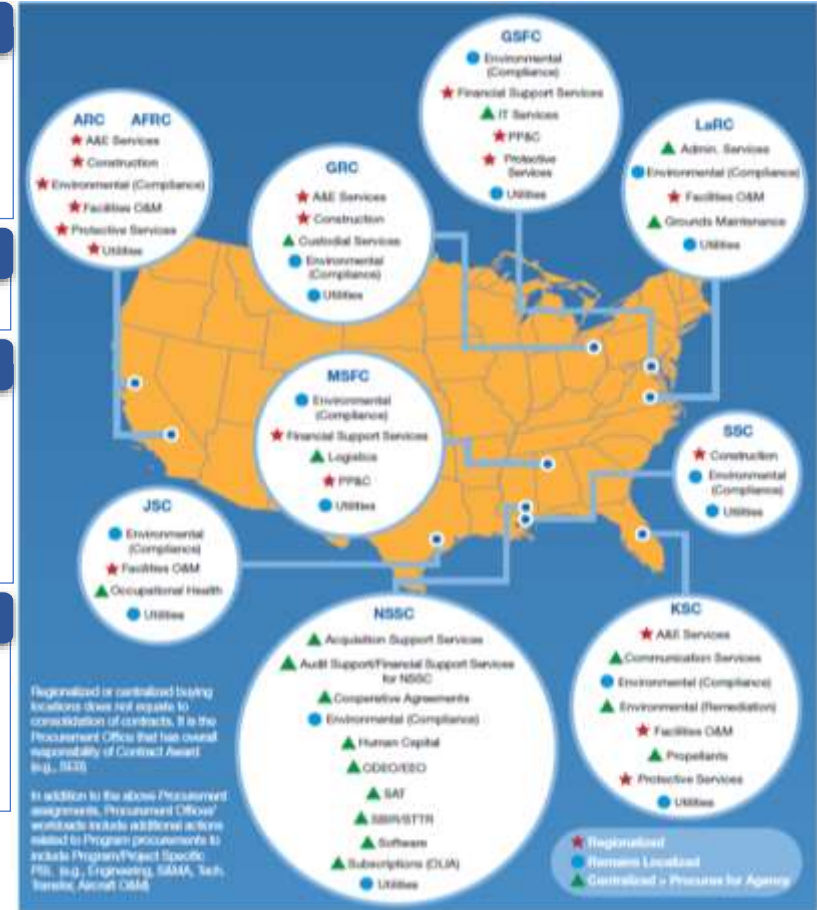 GSFC
Environmental
(Compliance)
Financial Support Services
IT Services
PP&C
Protective
Services
Utilities
ARC AFRC
A&E Services
Construction
Environmental (Compliance)
Facilities O&M
Protective Services
Utilities
GRC
A&E Services
Construction
Custodial Services
Environmental
(Compliance)
Utilities
LaRC
Admin. Services
Environmental (Compliance)
Facilities O&M
Grounds Maintenance
Utilities
MSFC
Environmental
(Compliance)
Financial Support Services
Logistics
PP&C
Utilities
SSC
Construction
Environmental
(Compliance)
Utilities
JSC
Environmental
(Compliance)
Facilities O&M
Occupational Health
Utilities
NSSC
Acquisition Support Services
Audit Support/Financial Support Services
for NSSC
Cooperative Agreements
Environmental (Compliance)
Human Capital
ODEO/EEO
SAT
SBIR/STTR
Software
Subscriptions (OLIA)
Utilities
KSC
A&E Services
Communication Services
Environmental (Compliance)
Environmental (Remediation)
Facilities O&M
Propellants
Protective Services
Utilities
Regionalized or centralized buying
locations does not equate to
consolidation of contracts. It is the
Procurement Office that has overall
responsibility of Contract Award
(e.g., SEB)
In addition to the above Procurement
assignments, Procurement Offices'
workloads include additional actions
related to Program procurements to
include Program/Project Specific
PSL (e.g., Engineering, S&MA, Tech.
Transfer, Aircraft O&M)
Regionalized
Remains Localized
Centralized = Procures for Agency